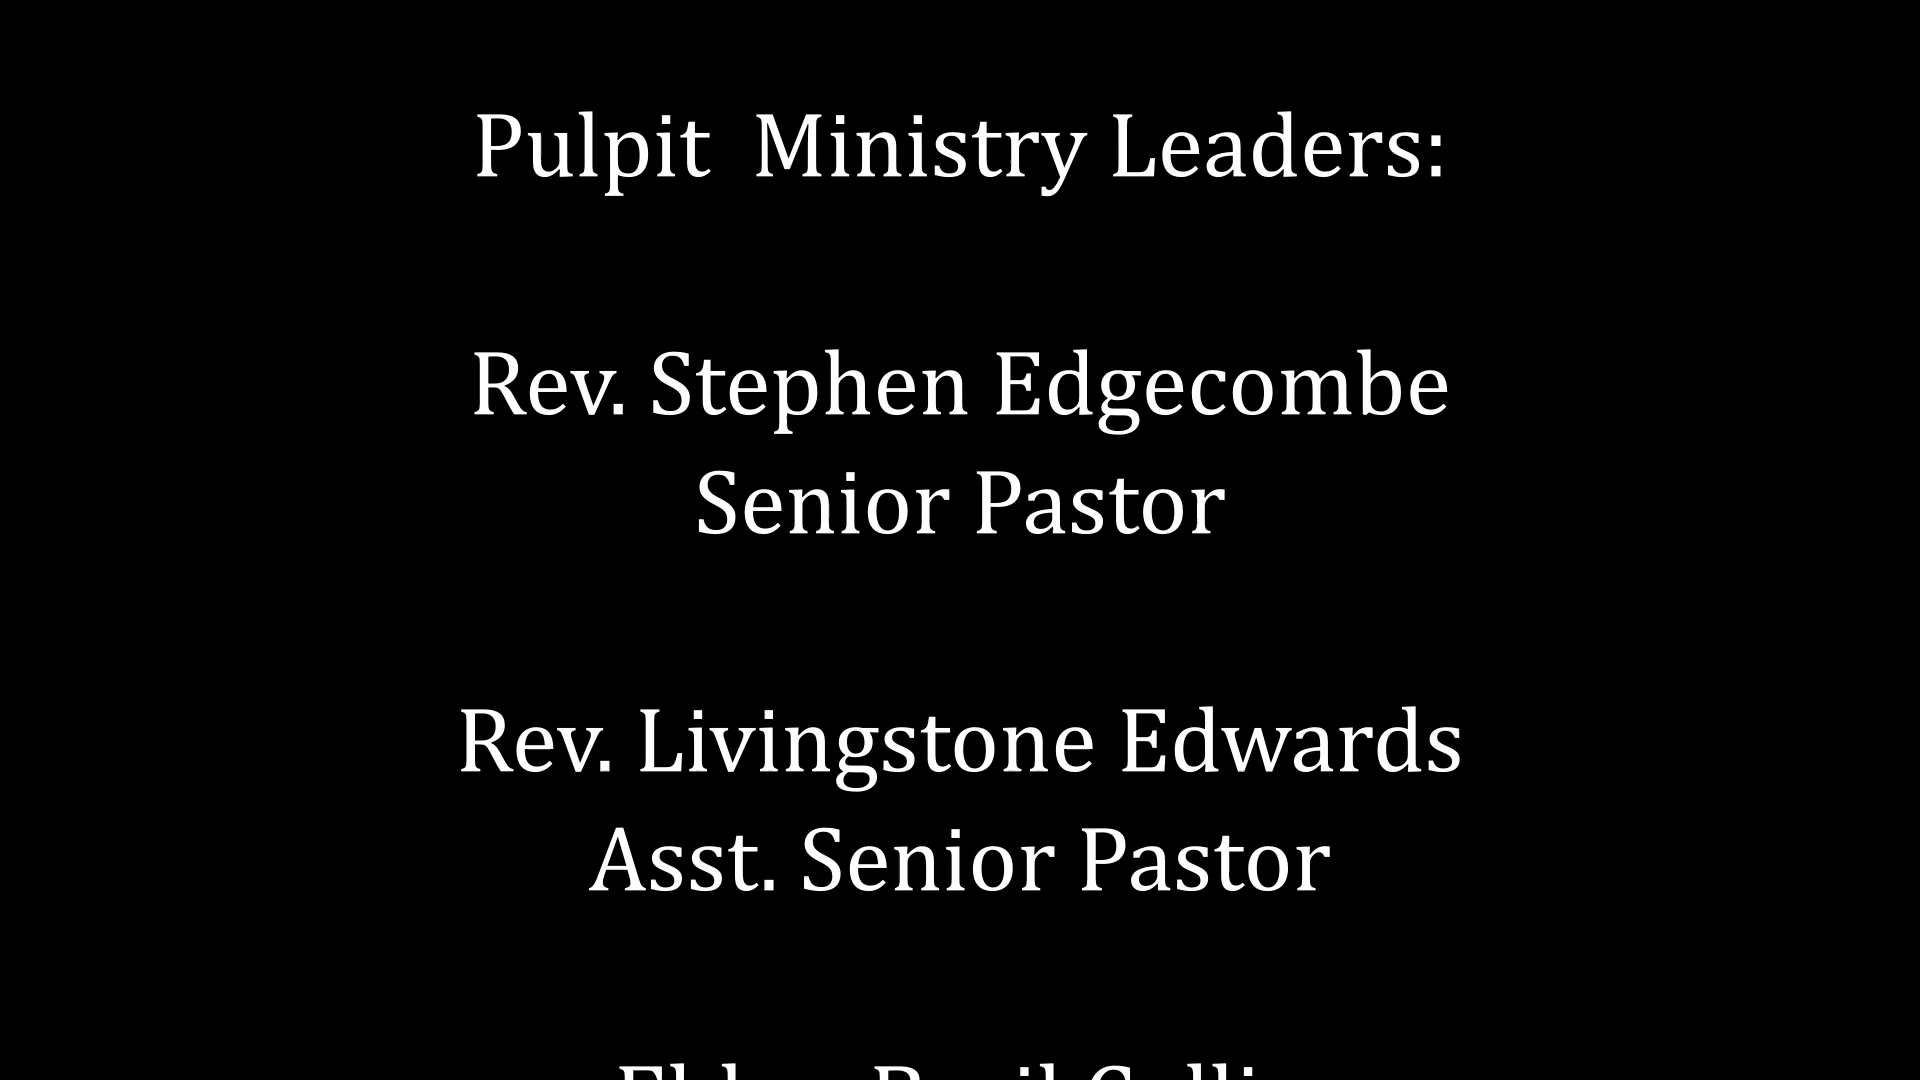 Pulpit  Ministry Leaders:
Rev. Stephen Edgecombe
Senior Pastor
Rev. Livingstone Edwards
Asst. Senior Pastor